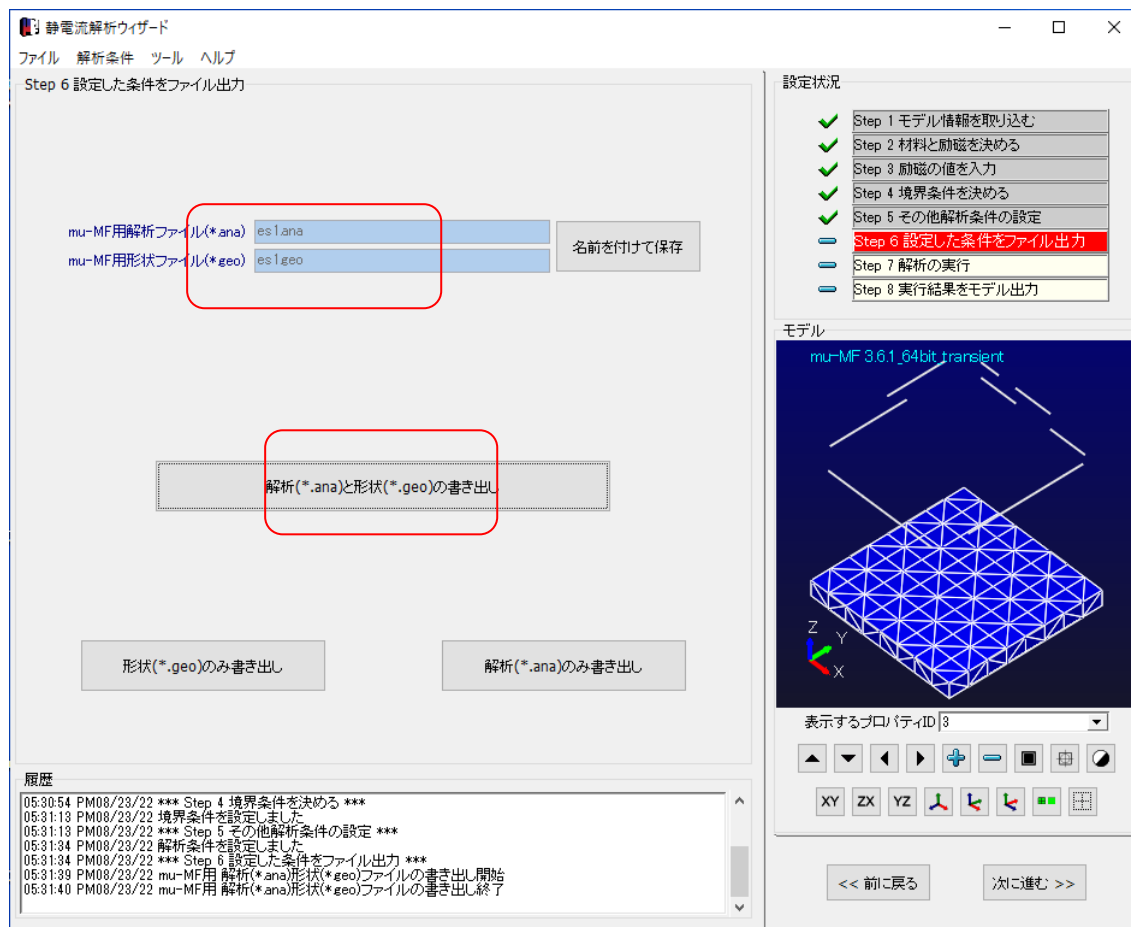 静電流解析ウィザード
ファイル 解析条件 ツール ヘルプ
Step 6 設定した条件をファイル出力
mu-MF用解析ファイル(*.ana) es1.ana
mu-MF用形状ファイル(*geo) es1geo
名前を付けて保存
解析(*.ana)と形状(*.geo)の書き出し
形状(*.geo)のみ書き出し
解析(*.ana)のみ書き出し
履歴
05:30:54 PM08/23/22 *** Step 4 境界条件を決める ***
05:31:13 PM08/23/22 境界条件を設定しました
05:31:13 PM08/23/22 *** Step 5 その他解析条件の設定 ***
05:31:34 PM08/23/22 解析条件を設定しました
05:31:34 PM08/23/22 *** Step 6 設定した条件をファイル出力 ***
05:31:39 PM08/23/22 mu-MF用 解析(*ana)形状(*geo)ファイルの書き出し開始
05:31:40 PM08/23/22 mu-MF用 解析(*ana)形状(*geo)ファイルの書き出し終了
設定状況
Step 1 モデル情報を取り込む
Step 2 材料と励磁を決める
Step 3 励磁の値を入力
Step 4 境界条件を決める
Step 5 その他解析条件の設定
Step 6 設定した条件をファイル出力
Step 7 解析の実行
Step 8 実行結果をモデル出力
モデル
mu-MF 3.6.1_64bit_transient
Z
Y
X
表示するプロパティID 3
XY ZX YZ
<< 前に戻る
次に進む >>